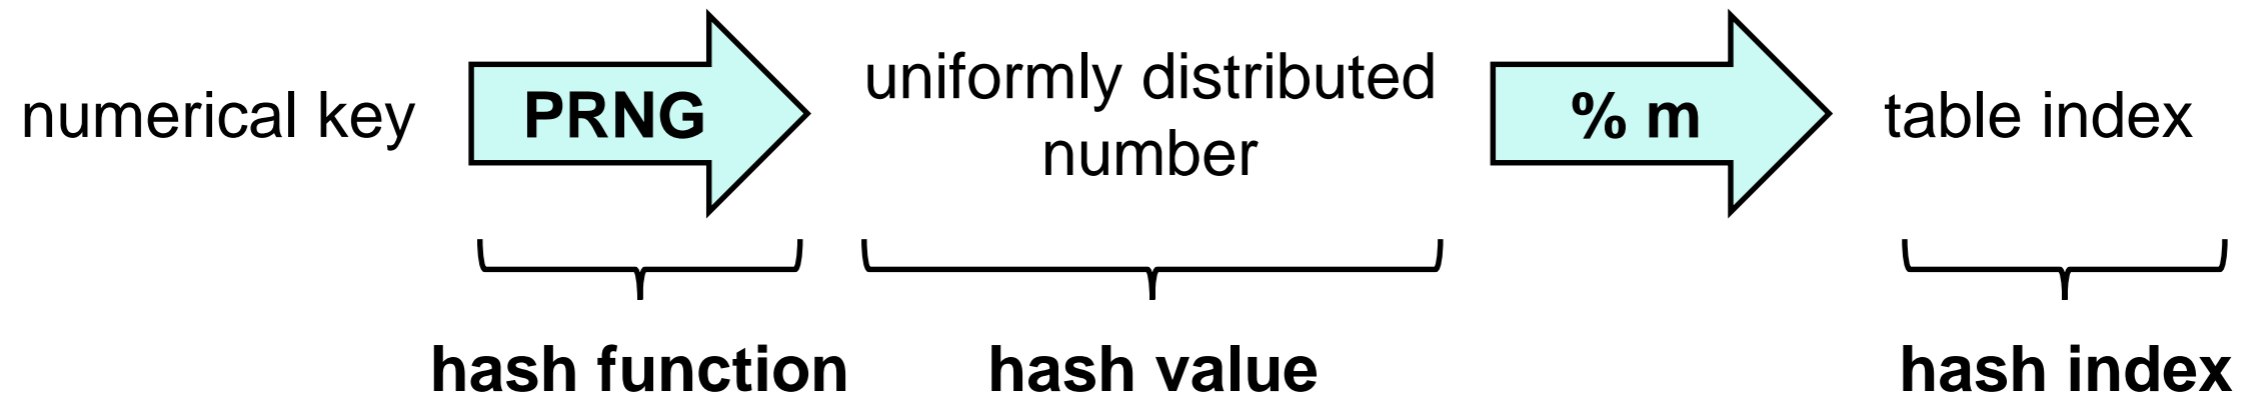 numerical key
PRNG
uniformly distributed
number
% m
table index
hash function
hash value
hash index